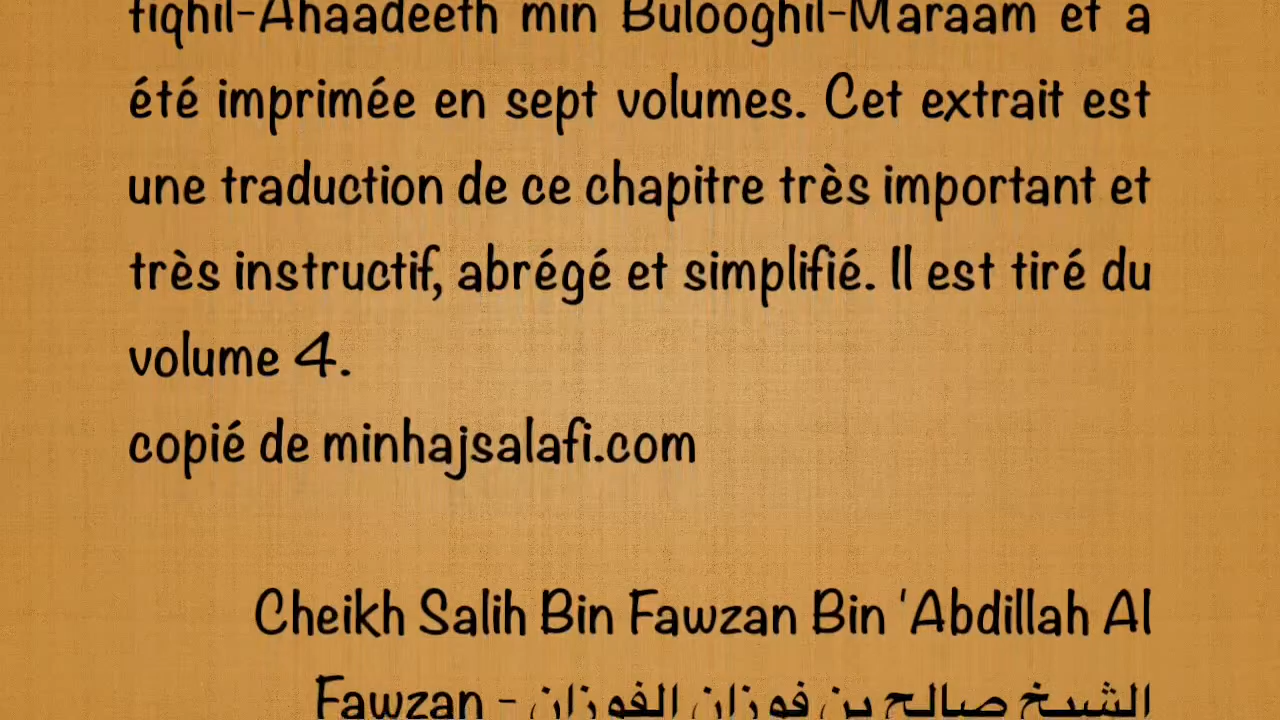 fiqhil-Ahaadeeth min Bulooghil-Maraam et a
été imprimée en sept volumes. Cet extrait est
une traduction de ce chapitre très important et
très instructif, abrégé et simplifié. Il est tiré du
volume 4.
copié de minhajsalafi.com
Cheikh Salih Bin Fawzan Bin 'Abdillah Al
Fawzan - الشيخ صالح بن فوزان الفوزان